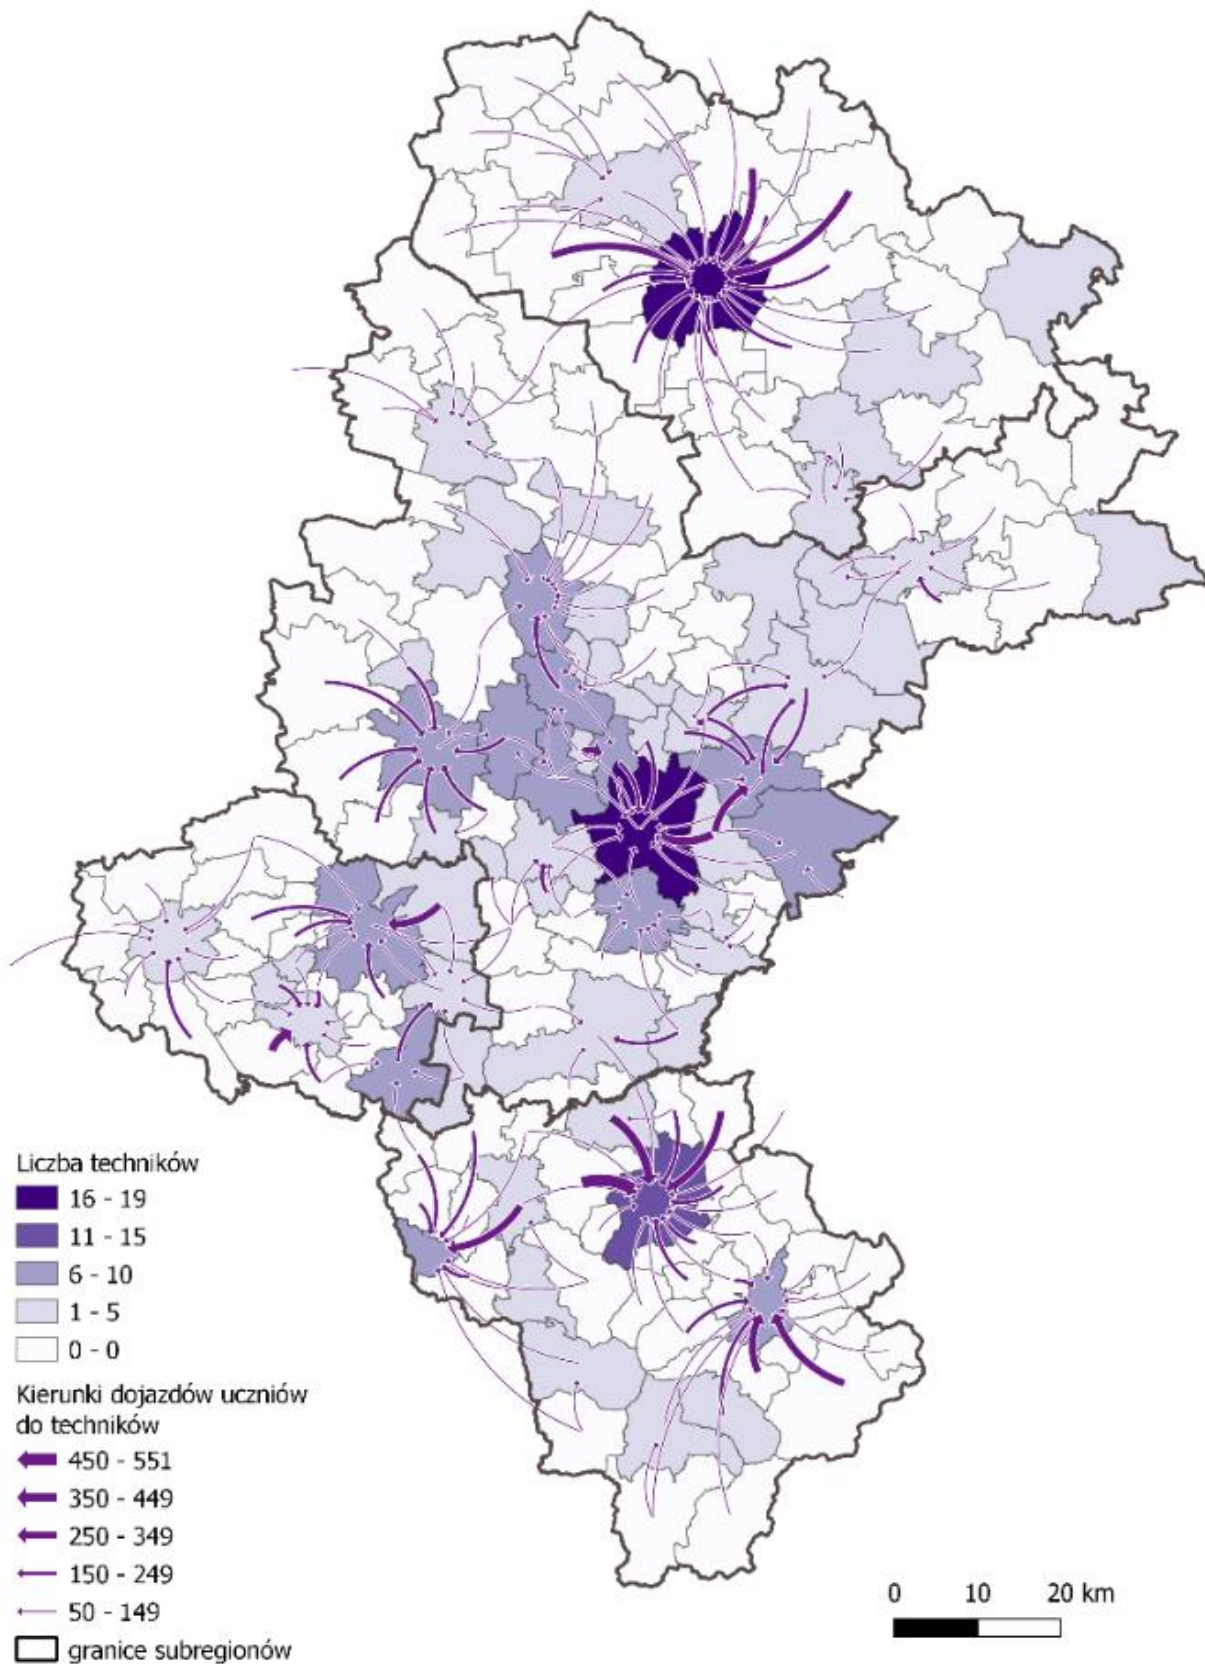 Liczba techników
16 - 19
11 - 15
6 - 10
1 - 5
0 - 0
Kierunki dojazdów uczniów
do techników
450 - 551
350 - 449
250 - 349
150 - 249
50 - 149
granice subregionów
0 10 20 km